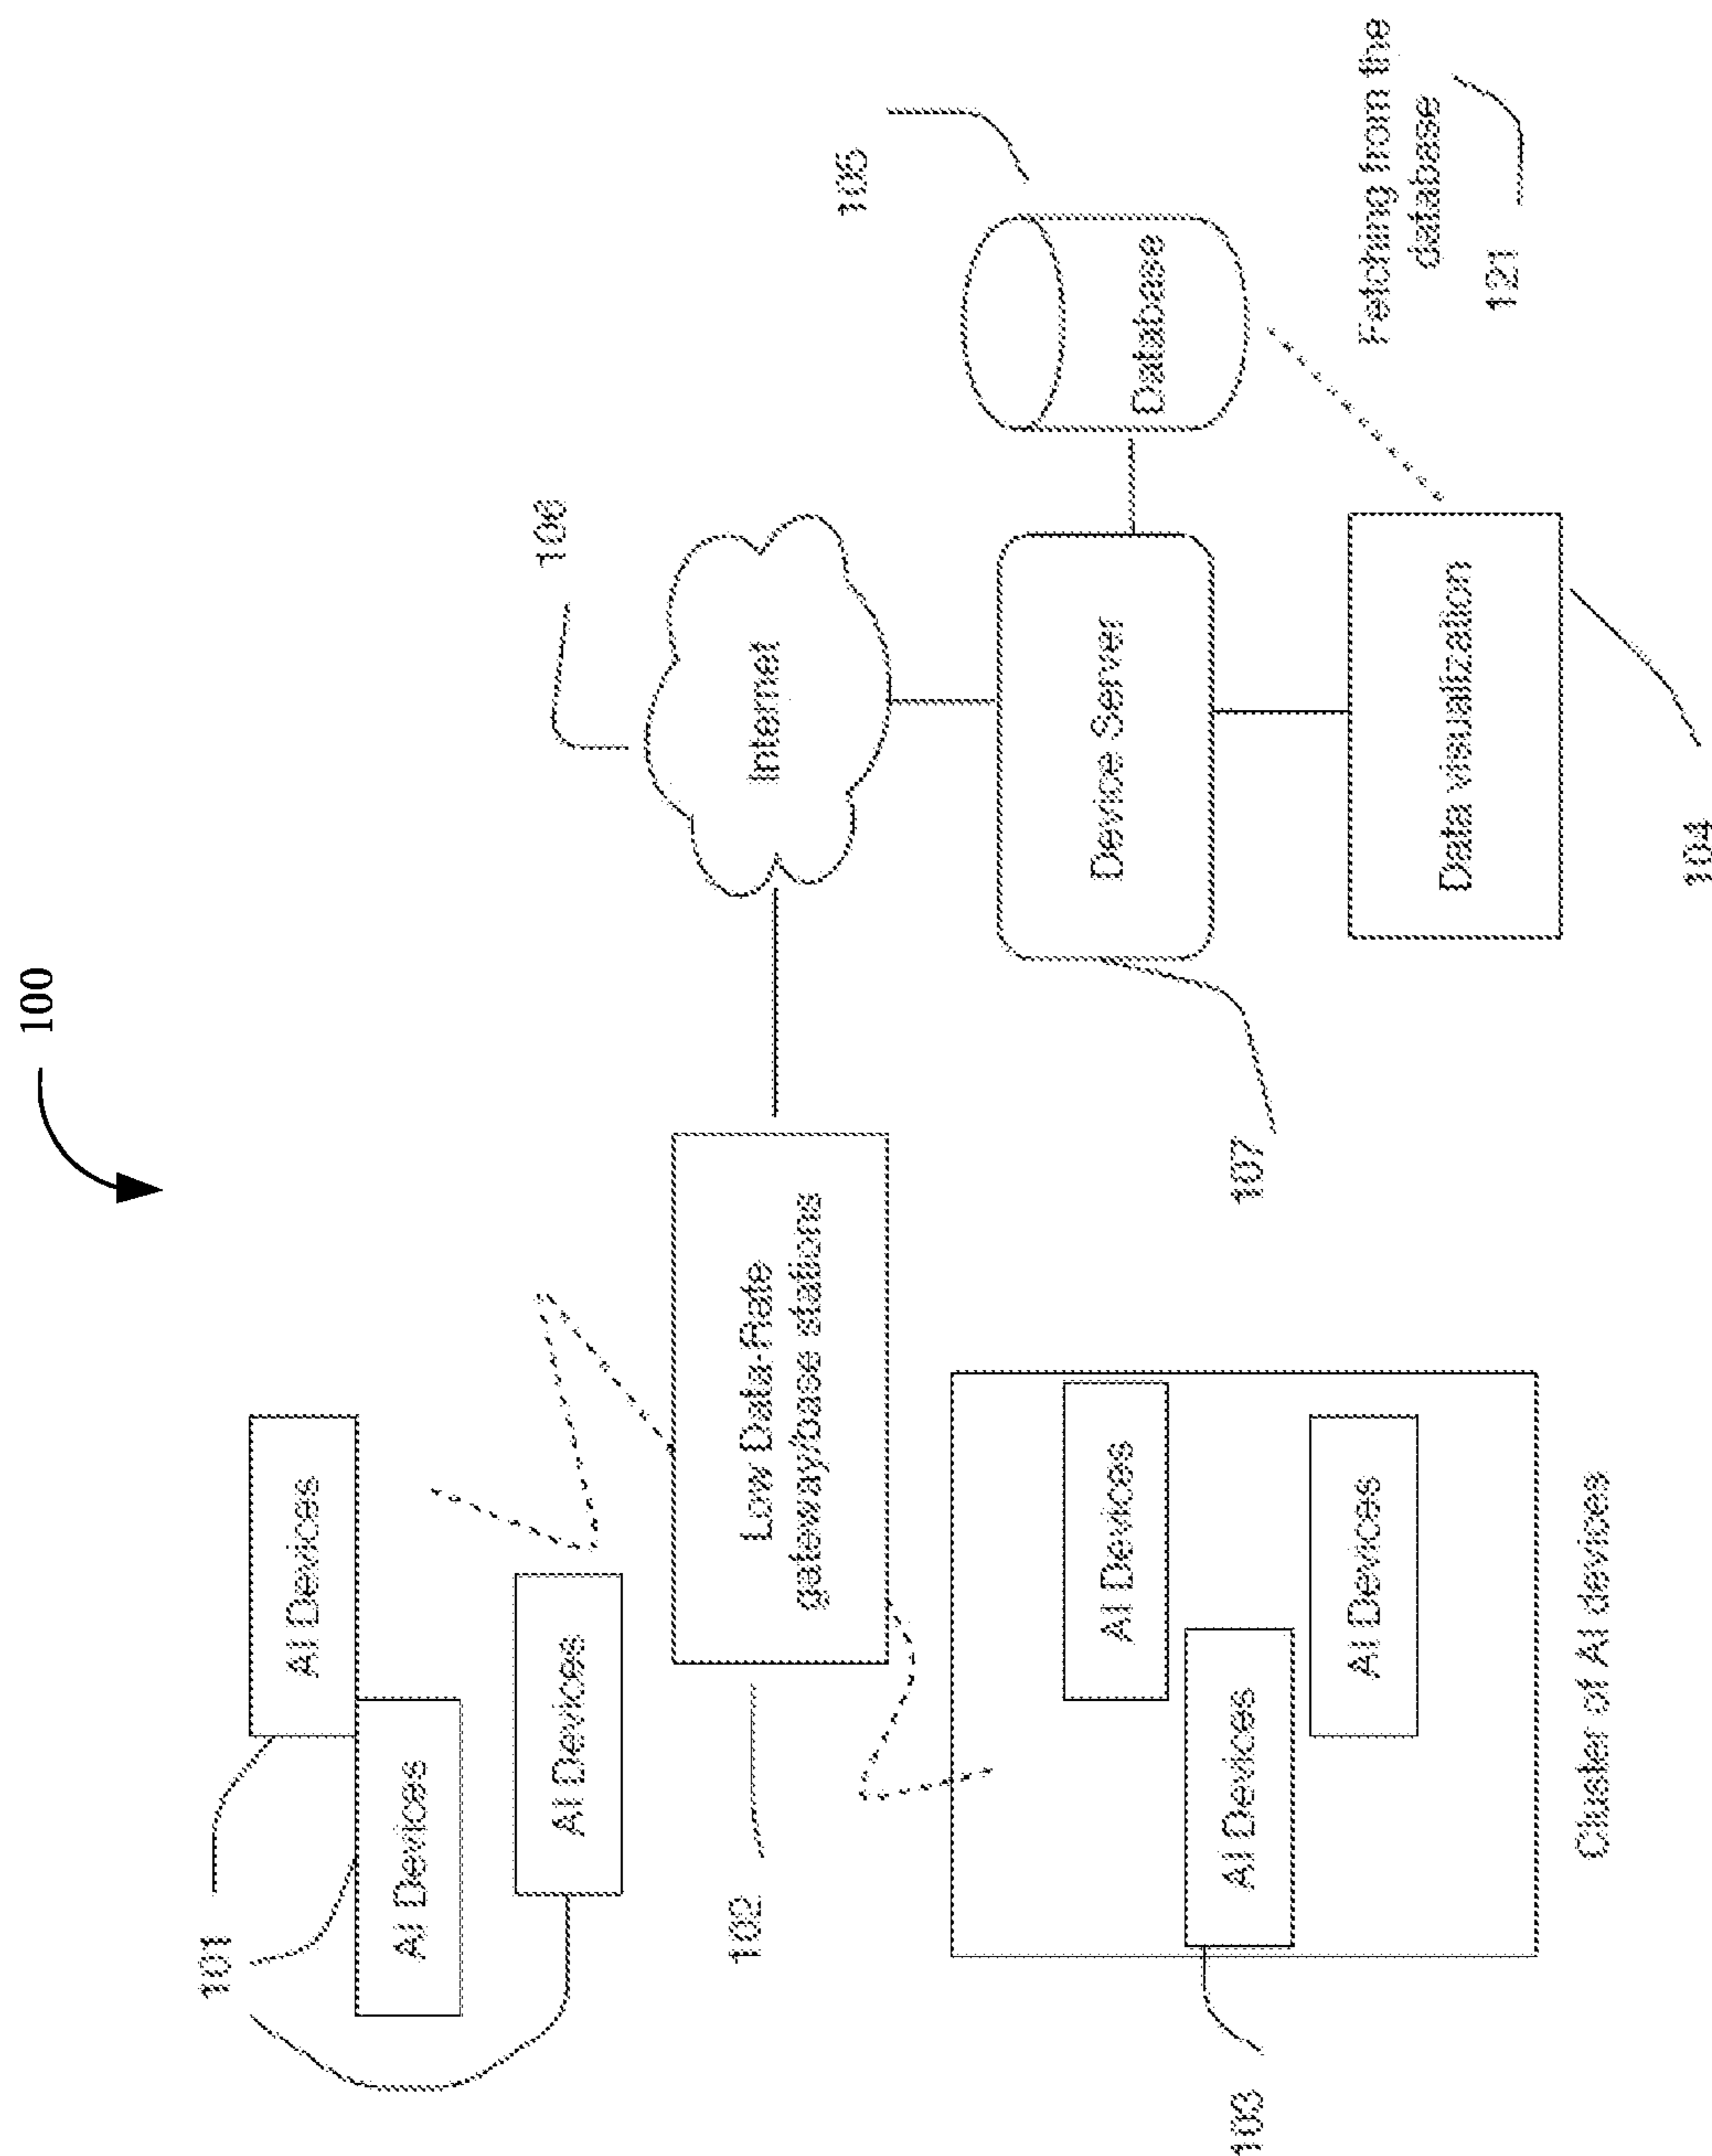 100
101
AI Devices
AI Devices
AI Devices
106
102
Low Data-Rate
gateway/base stations
Internet
105
AI Devices
Device Server
Database
103
AI Devices
107
AI Devices
Fetching from the
database
Data visualization
121
Cluster of AI devices
104